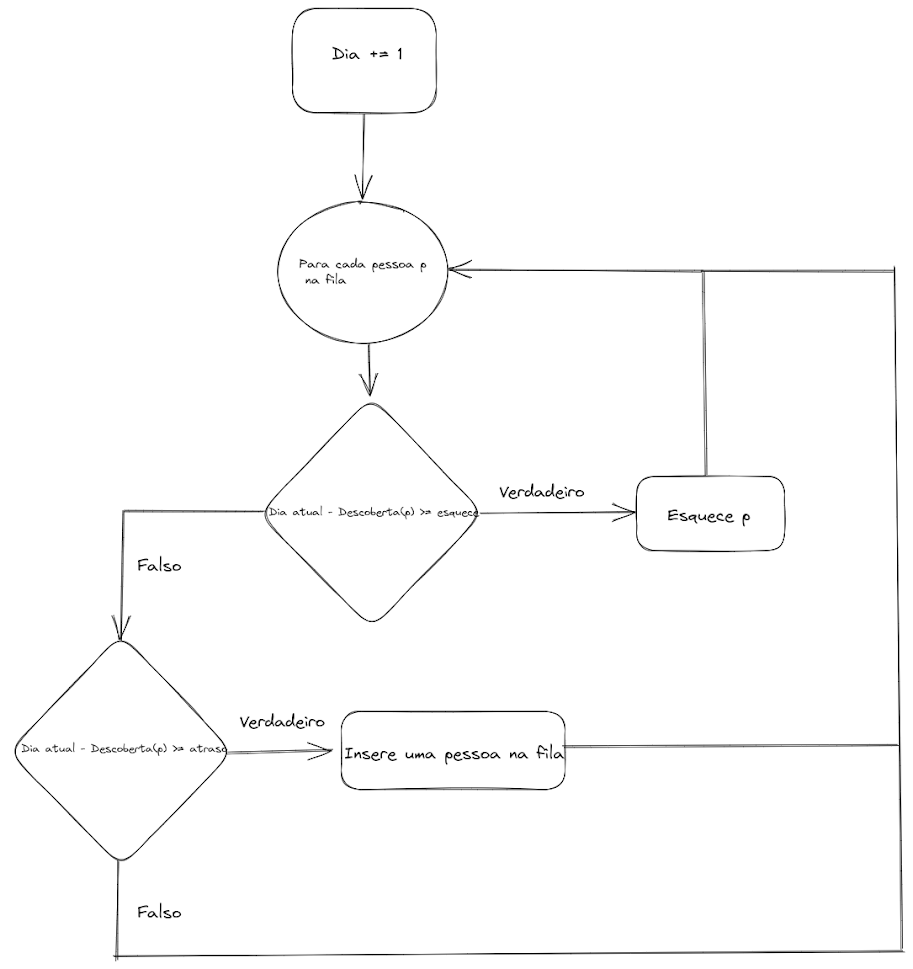 Dia += 1
Para cada pessoa p
na fila
Verdadeiro
Dia atual - Descoberta(p) >= esquece
Esquece p
Falso
Verdadeiro
Dia atual - Descoberta(p) >= atraso
Insere uma pessoa na fila
Falso